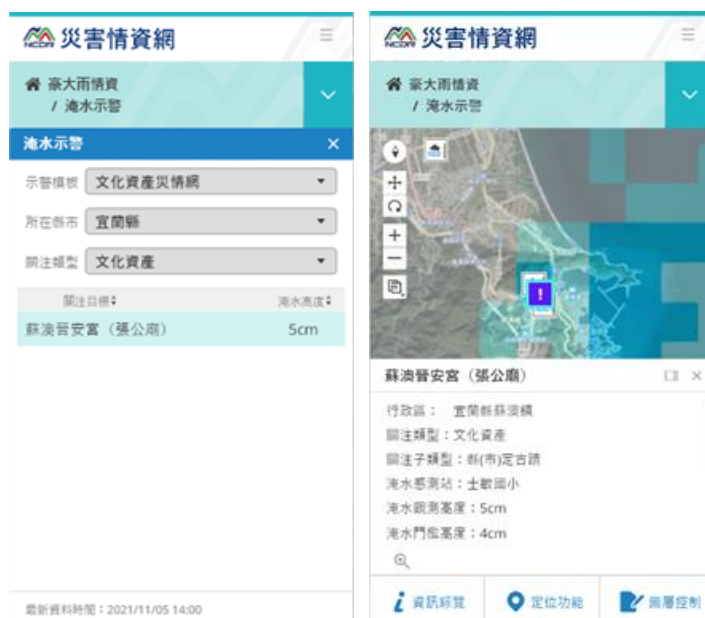 NCDR 災害情資網
豪大雨情資
/ 淹水示警
淹水示警
示警模板 文化資產災情網
所在縣市 宜蘭縣
關注類型 文化資產
關注目標 淹水高度
蘇澳晉安宮（張公廟） 5cm
最新資料時間：2021/11/05 14:00
NCDR 災害情資網
豪大雨情資
/ 淹水示警
蘇澳晉安宮（張公廟）
行政區： 宜蘭縣蘇澳鎮
關注類型：文化資產
關注子類型：縣(市)定古蹟
淹水感測站：士敏國小
淹水觀測高度：5cm
淹水門檻高度：4cm
資訊綜覽 定位功能 圖層控制